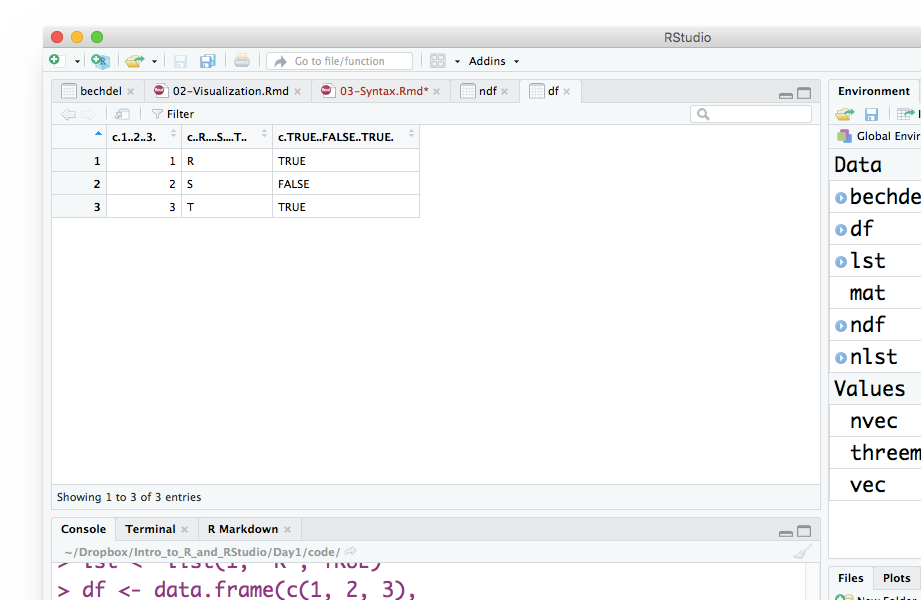 RStudio
Go to file/function
Addins
bechdel
02-Visualization.Rmd
03-Syntax.Rmd*
ndf
df
Filter
c.1..2..3. c..R....S....T.. c.TRUE..FALSE..TRUE.
1 1 R TRUE
2 2 S FALSE
3 3 T TRUE
Showing 1 to 3 of 3 entries
Console Terminal R Markdown
~/Dropbox/Intro_to_R_and_RStudio/Day1/code/
> lst <- list(1, "R", TRUE)
> df <- data.frame(c(1, 2, 3),
Environment
Global Envir
Data
bechde
df
lst
mat
ndf
nlst
Values
nvec
threem
vec
Files Plots
New Folder